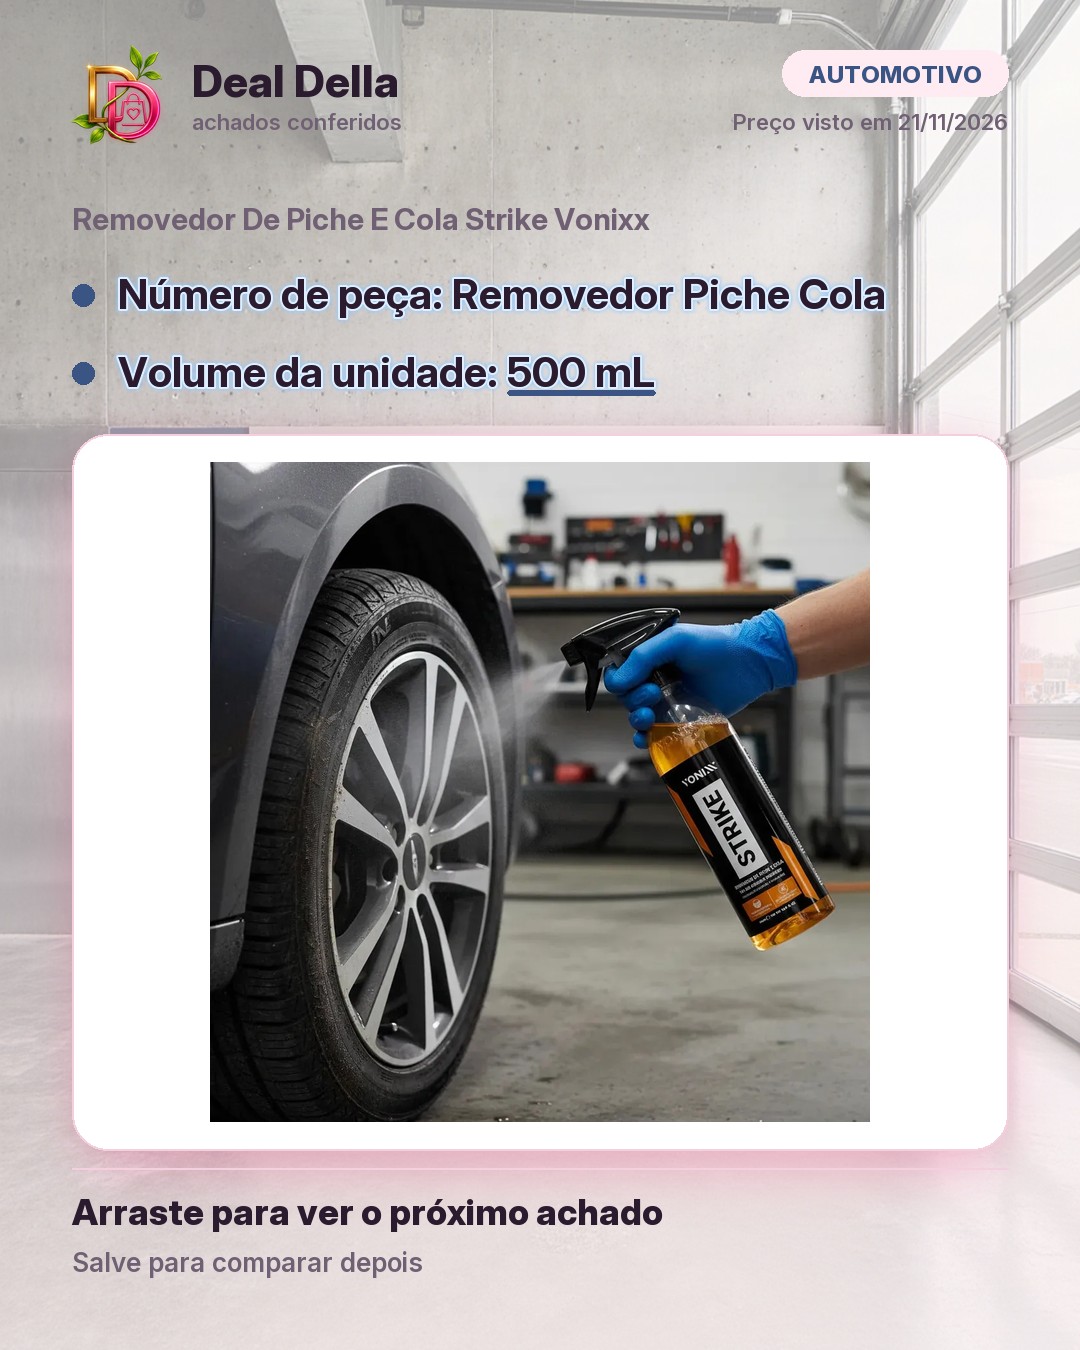 Deal Della
achados conferidos
AUTOMOTIVO
Preço visto em 21/11/2026
Removedor De Piche E Cola Strike Vonixx
Número de peça: Removedor Piche Cola
Volume da unidade: 500 mL
VONIXX
STRIKE
Arraste para ver o próximo achado
Salve para comparar depois